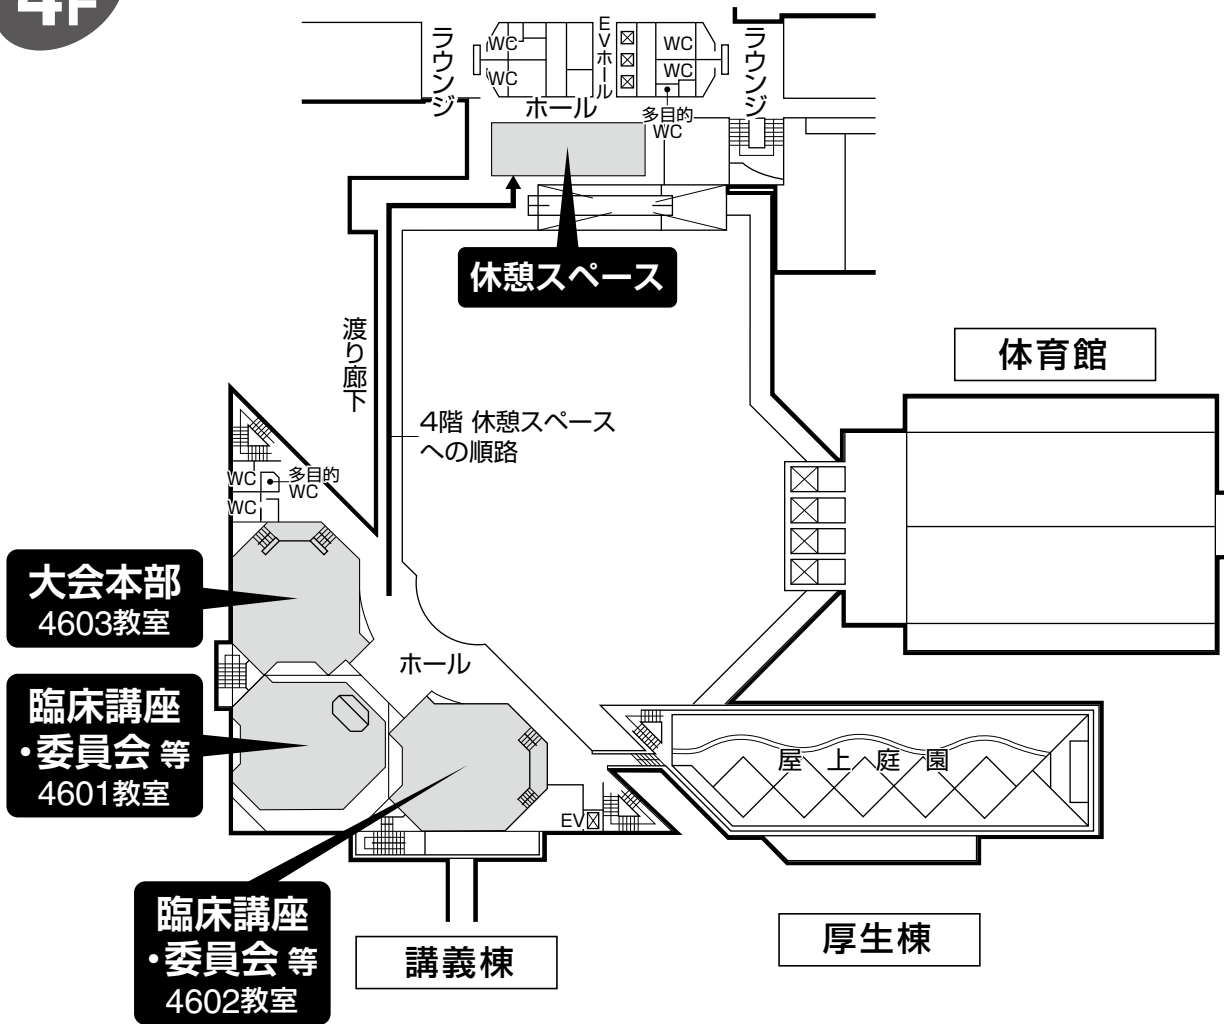 4F
ラウンジ
WC
WC
EVホール
WC
WC
ラウンジ
ホール
多目的
WC
休憩スペース
渡り廊下
体育館
4階 休憩スペース
への順路
WC
多目的
WC
WC
大会本部
4603教室
ホール
臨床講座
・委員会 等
4601教室
屋上庭園
EV
臨床講座
・委員会 等
4602教室
講義棟
厚生棟